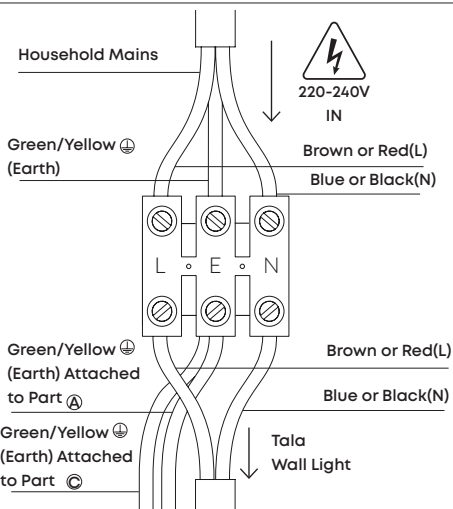 Household Mains
220-240V
IN
Green/Yellow ⏚
(Earth)
Brown or Red(L)
Blue or Black(N)
L E N
Green/Yellow ⏚
(Earth) Attached
to Part Ⓐ
Brown or Red(L)
Blue or Black(N)
Green/Yellow ⏚
(Earth) Attached
to Part Ⓒ
Tala
Wall Light